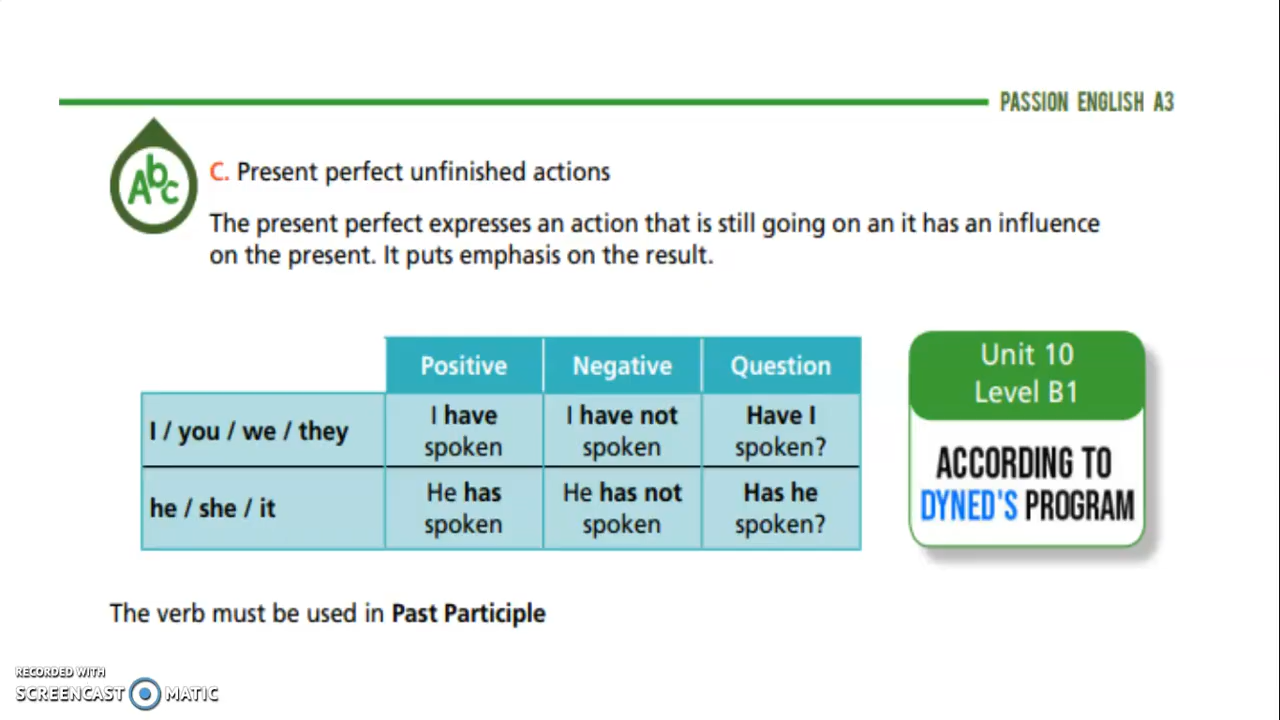 PASSION ENGLISH A3
Abc
C. Present perfect unfinished actions
The present perfect expresses an action that is still going on an it has an influence
on the present. It puts emphasis on the result.
Positive Negative Question
I / you / we / they
I have
spoken
I have not
spoken
Have I
spoken?
he / she / it
He has
spoken
He has not
spoken
Has he
spoken?
Unit 10
Level B1
ACCORDING TO
DYNED'S PROGRAM
The verb must be used in Past Participle
RECORDED WITH
SCREENCAST MATIC